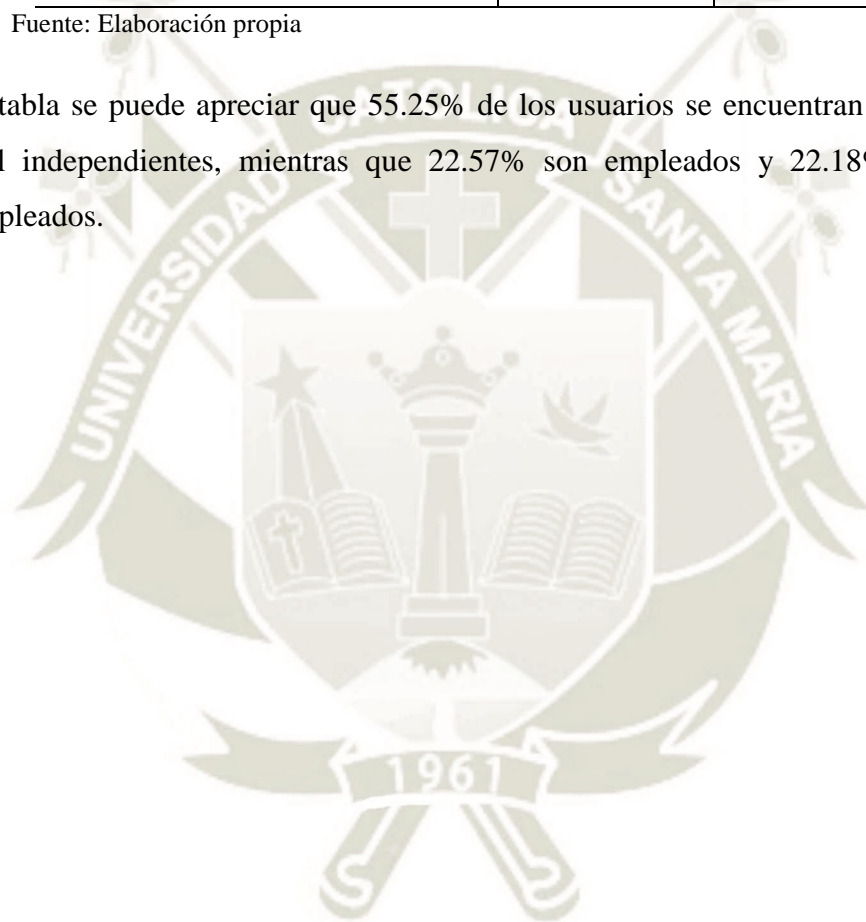 Fuente: Elaboración propia
tabla se puede apreciar que 55.25% de los usuarios se encuentran
independientes, mientras que 22.57% son empleados y 22.18%
pleados.
UNIVERSIDAD CATOLICA SANTA MARIA
1961